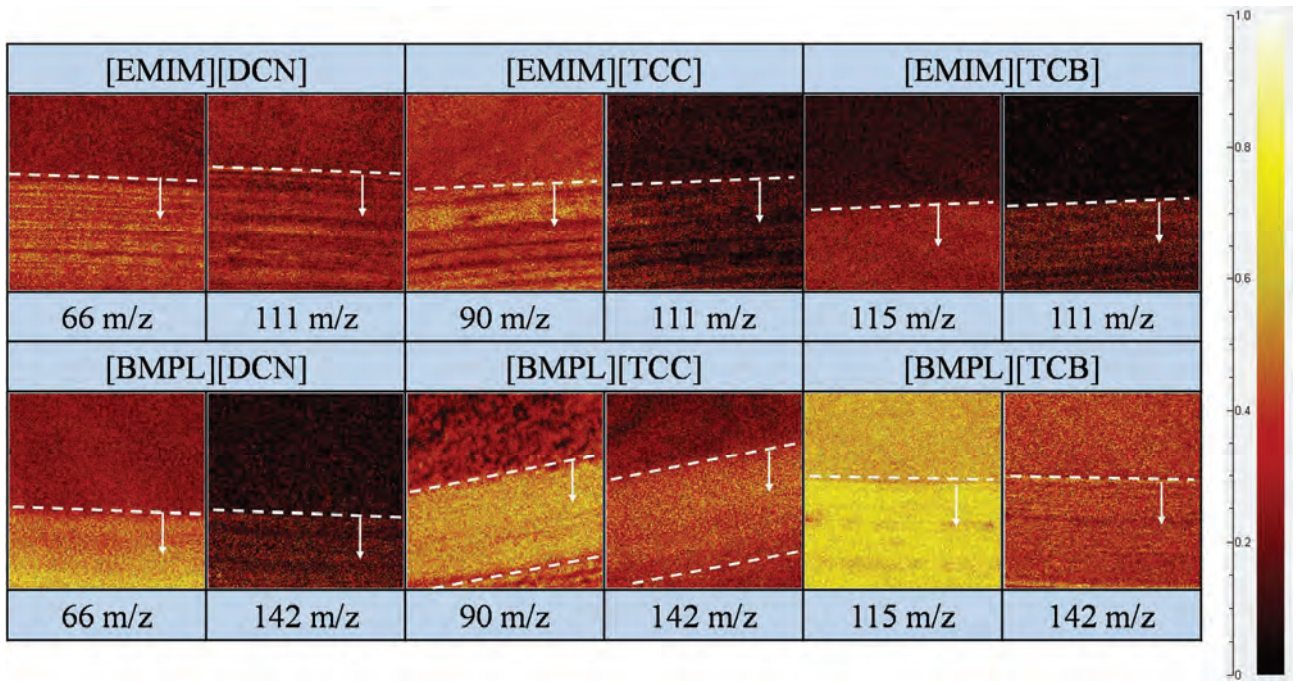 [EMIM][DCN] [EMIM][TCC] [EMIM][TCB]
66 m/z 111 m/z 90 m/z 111 m/z 115 m/z 111 m/z
[BMPL][DCN] [BMPL][TCC] [BMPL][TCB]
66 m/z 142 m/z 90 m/z 142 m/z 115 m/z 142 m/z
1.0
0.8
0.6
0.4
0.2
0